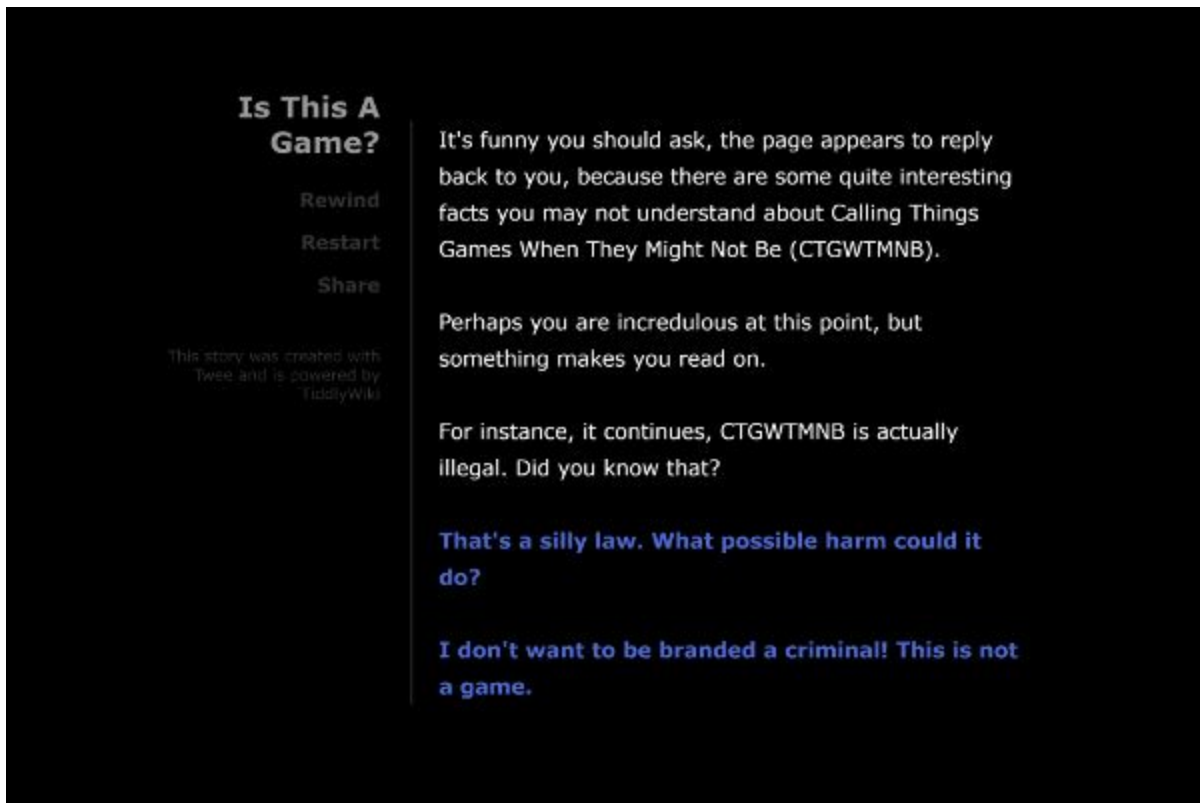 Is This A
Game?
Rewind
Restart
Share
This story was created with
Twee and is powered by
TiddlyWiki
It's funny you should ask, the page appears to reply
back to you, because there are some quite interesting
facts you may not understand about Calling Things
Games When They Might Not Be (CTGWTMNB).
Perhaps you are incredulous at this point, but
something makes you read on.
For instance, it continues, CTGWTMNB is actually
illegal. Did you know that?
That's a silly law. What possible harm could it
do?
I don't want to be branded a criminal! This is not
a game.